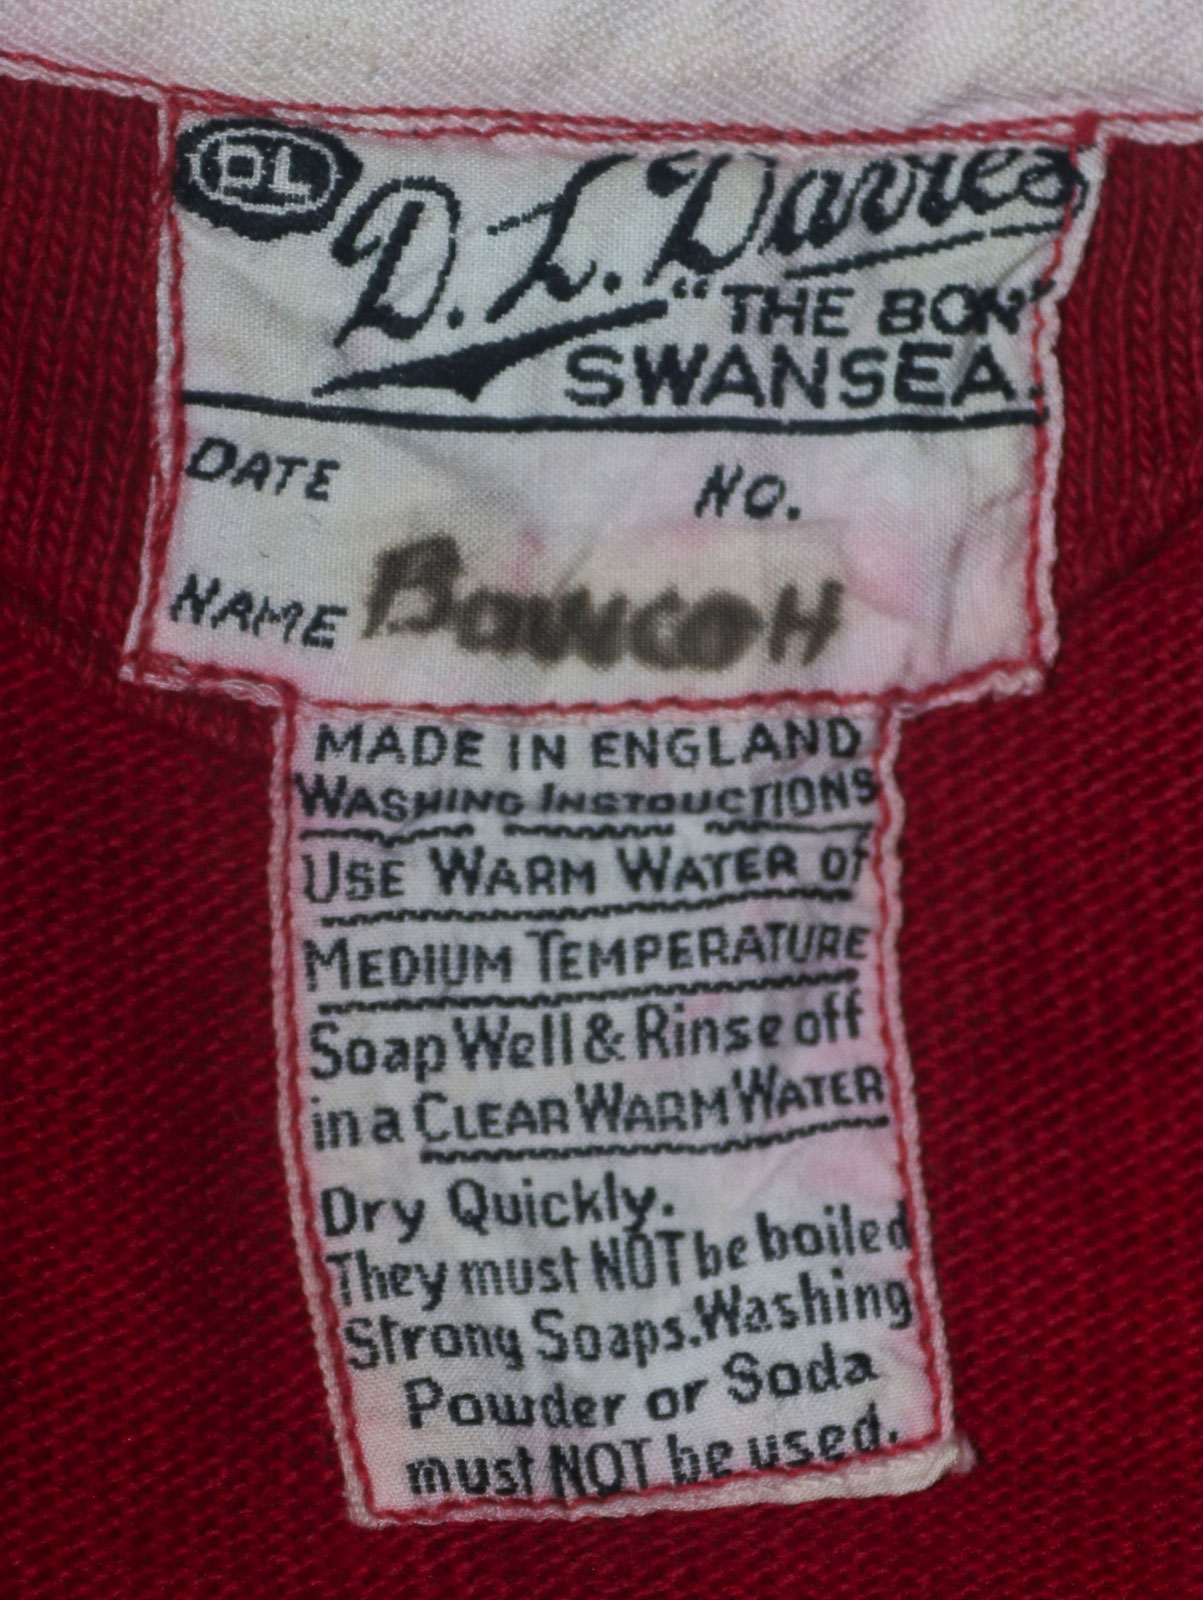 DL
D. L. Davies
"THE BON"
SWANSEA.
DATE NO.
NAME
MADE IN ENGLAND
WASHING INSTRUCTIONS
USE WARM WATER of
MEDIUM TEMPERATURE
Soap Well & Rinse off
in a CLEAR WARM WATER
Dry Quickly.
They must NOT be boiled
Strong Soaps. Washing
Powder or Soda
must NOT be used.